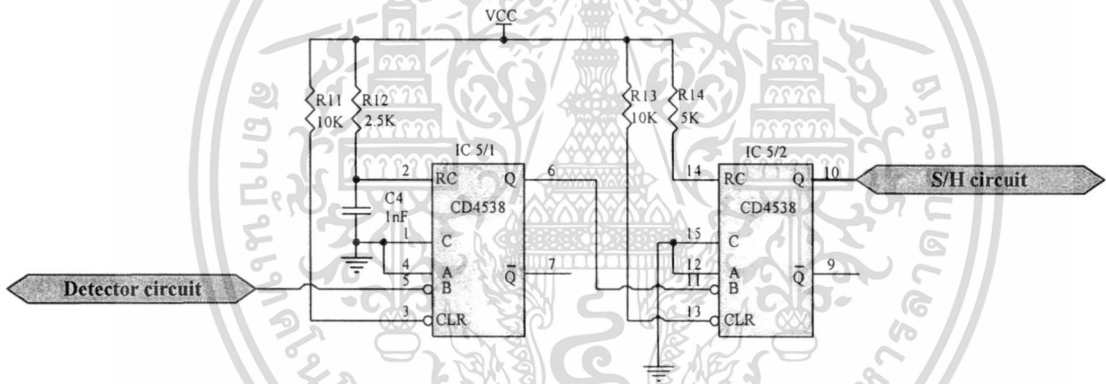 VCC
R11
10K
R12
2.5K
R13
10K
R14
5K
IC 5/1
IC 5/2
2
RC
Q
6
14
RC
Q
10
S/H circuit
CD4538
CD4538
C4
1nF
1
C
15
C
4
A
12
A
Q
7
Q
9
5
B
11
B
Detector circuit
3
CLR
13
CLR